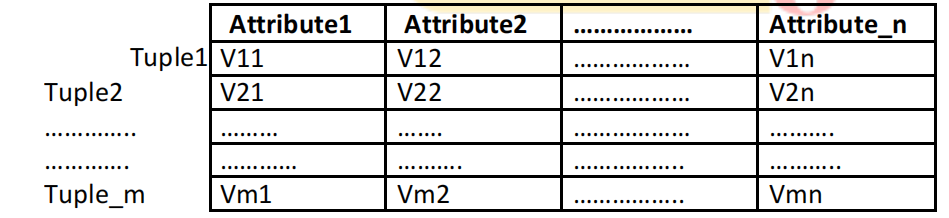 Attribute1 Attribute2 ……………… Attribute_n
Tuple1 V11 V12 ……………… V1n
Tuple2 V21 V22 ……………… V2n
………….. ……… ……. ……………… ……….
…………. ………… ………. …………….. ………..
Tuple_m Vm1 Vm2 …………….. Vmn